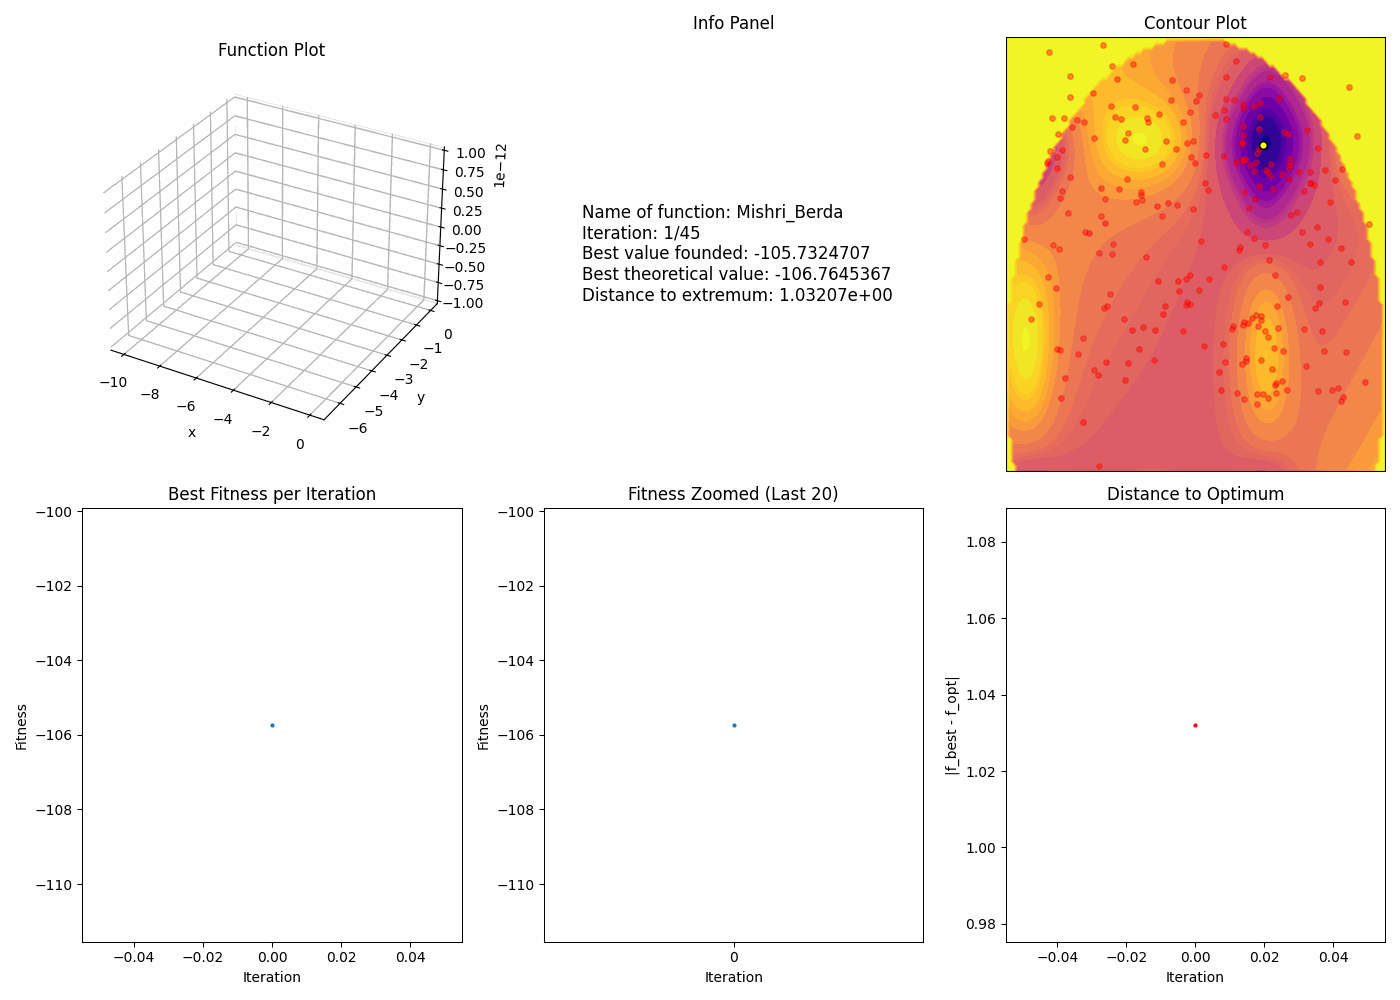 Function Plot
1.00
0.75
0.50
0.25
0.00
−0.25
−0.50
−0.75
−1.00
1e−12
0
−1
−2
−3
−4
−5
−6
y
−10
−8
−6
−4
−2
0
x
Info Panel
Name of function: Mishri_Berda
Iteration: 1/45
Best value founded: -105.7324707
Best theoretical value: -106.7645367
Distance to extremum: 1.03207e+00
Contour Plot
Best Fitness per Iteration
−100
−102
−104
−106
−108
−110
Fitness
−0.04
−0.02
0.00
0.02
0.04
Iteration
Fitness Zoomed (Last 20)
−100
−102
−104
−106
−108
−110
Fitness
0
Iteration
Distance to Optimum
1.08
1.06
1.04
1.02
1.00
0.98
|f_best - f_opt|
−0.04
−0.02
0.00
0.02
0.04
Iteration